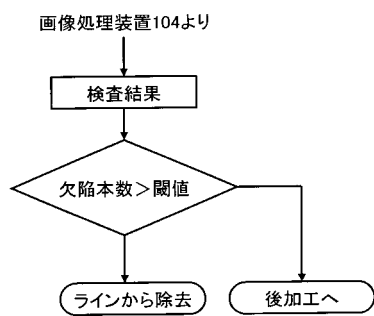 画像処理装置104より
検査結果
欠陥本数＞閾値
ラインから除去
後加工へ